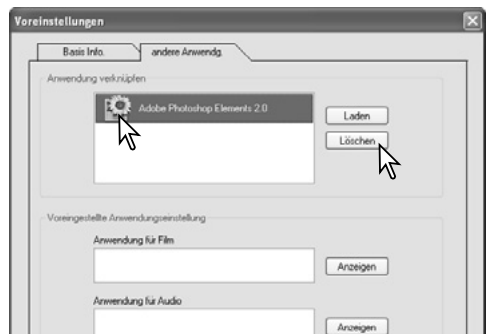 Voreinstellungen
Basis Info. andere Anwendg.
Anwendung verknüpfen
Adobe Photoshop Elements 2.0
Laden
Löschen
Voreingestellte Anwendungseinstellung
Anwendung für Film
Anzeigen
Anwendung für Audio
Anzeigen